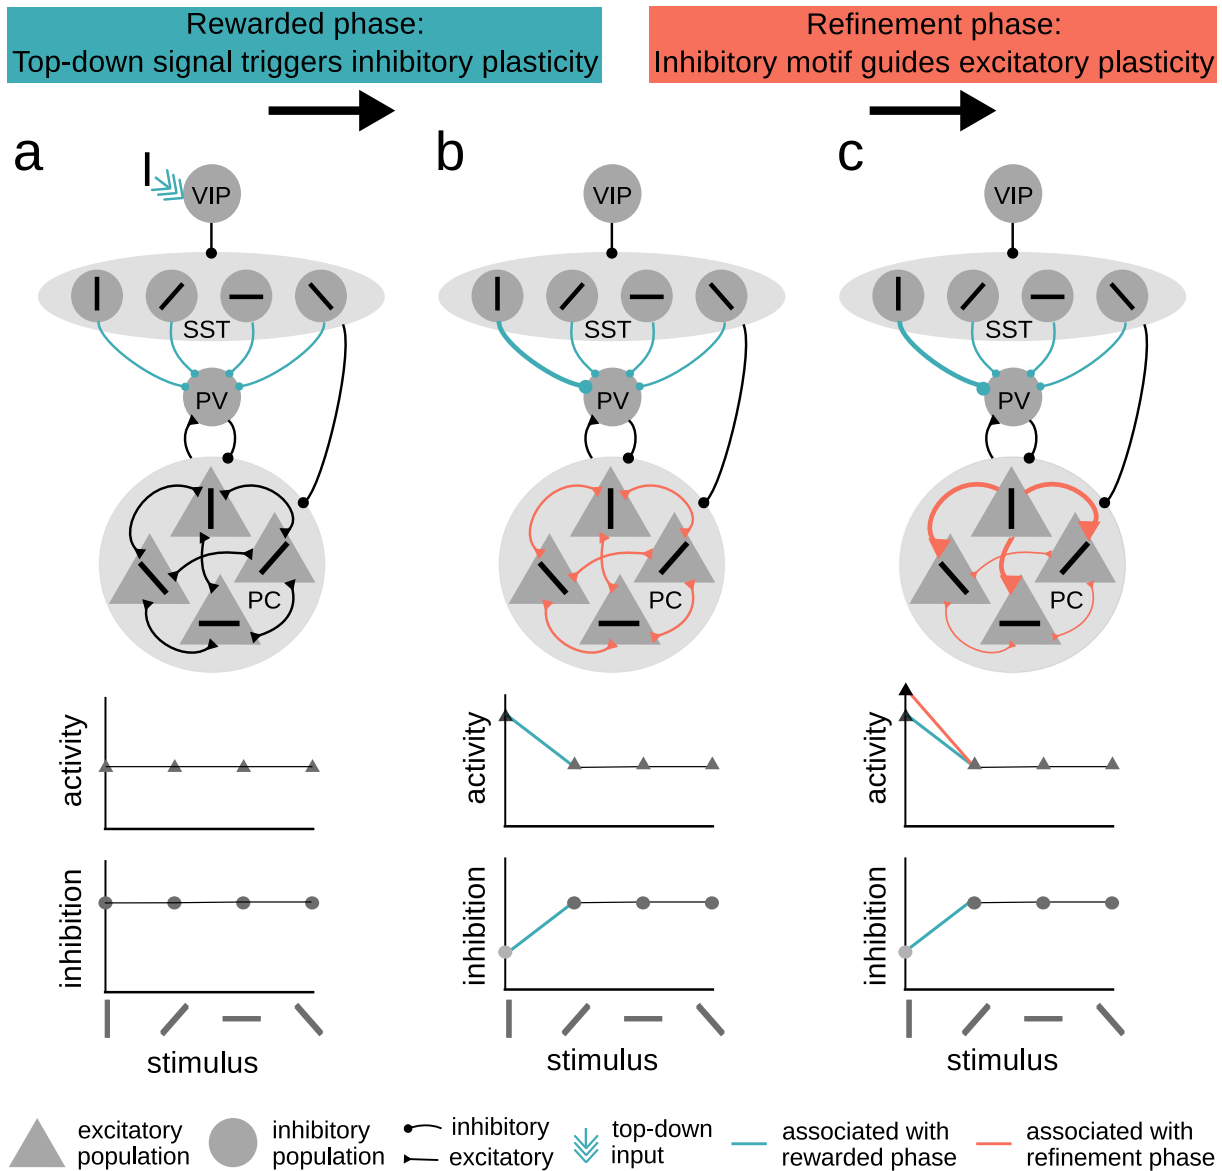 Rewarded phase:
Top-down signal triggers inhibitory plasticity
Refinement phase:
Inhibitory motif guides excitatory plasticity
a
b
c
I
VIP
VIP
VIP
SST
SST
SST
PV
PV
PV
PC
PC
PC
activity
activity
activity
inhibition
inhibition
inhibition
stimulus
stimulus
stimulus
excitatory
population
inhibitory
population
inhibitory
excitatory
top-down
input
associated with
rewarded phase
associated with
refinement phase